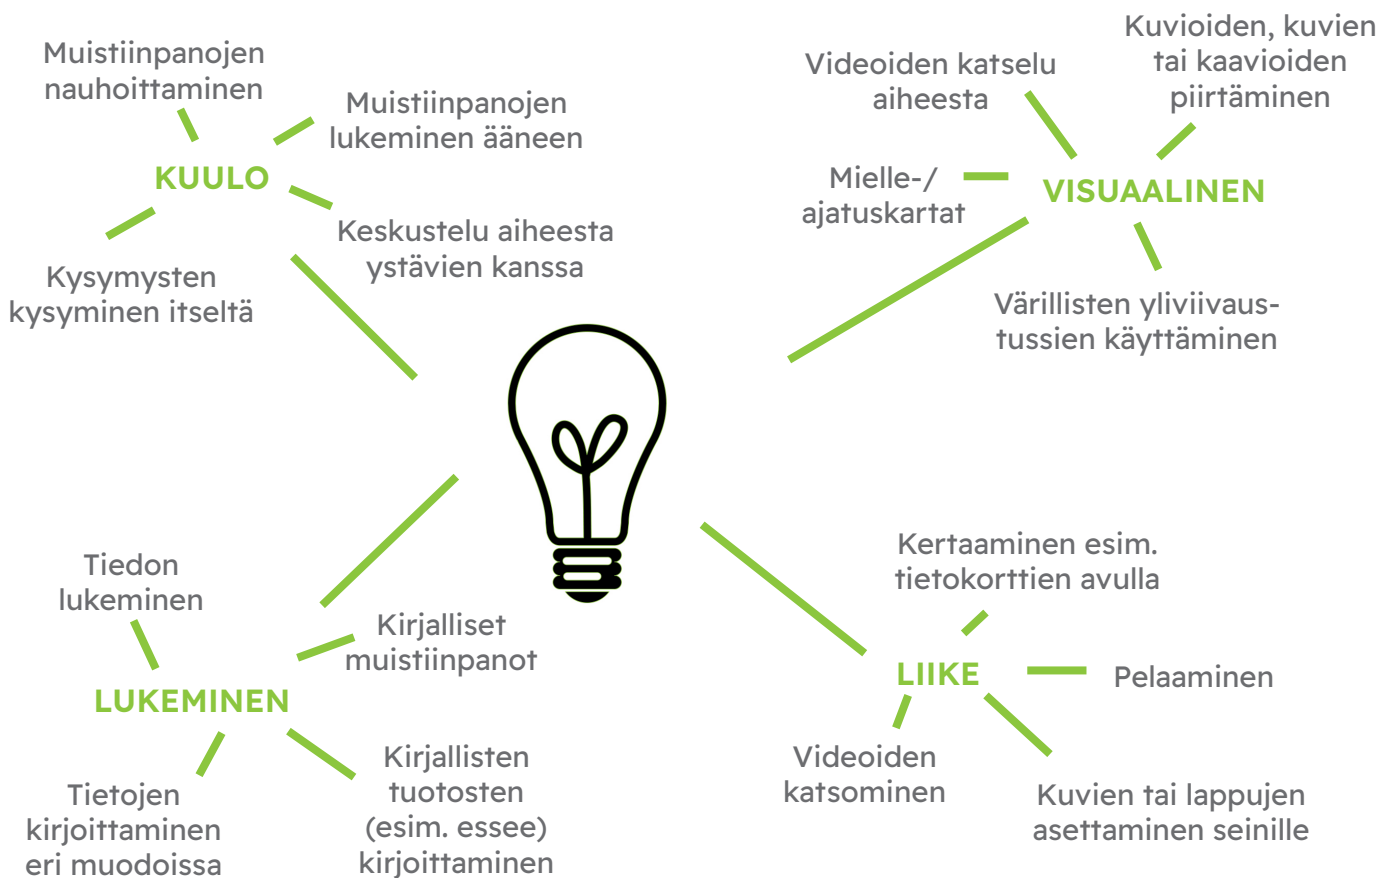 Muistiinpanojen
nauhoittaminen
Muistiinpanojen
lukeminen ääneen
KUULO
Keskustelu aiheesta
ystävien kanssa
Kysymysten
kysyminen itseltä
Videoiden katselu
aiheesta
Kuvioiden, kuvien
tai kaavioiden
piirtäminen
Mielle-/
ajatuskartat
VISUAALINEN
Värillisten yliviivaus-
tussien käyttäminen
Tiedon
lukeminen
Kirjalliset
muistiinpanot
LUKEMINEN
Tietojen
kirjoittaminen
eri muodoissa
Kirjallisten
tuotosten
(esim. essee)
kirjoittaminen
Kertaaminen esim.
tietokorttien avulla
LIIKE
Pelaaminen
Videoiden
katsominen
Kuvien tai lappujen
asettaminen seinille